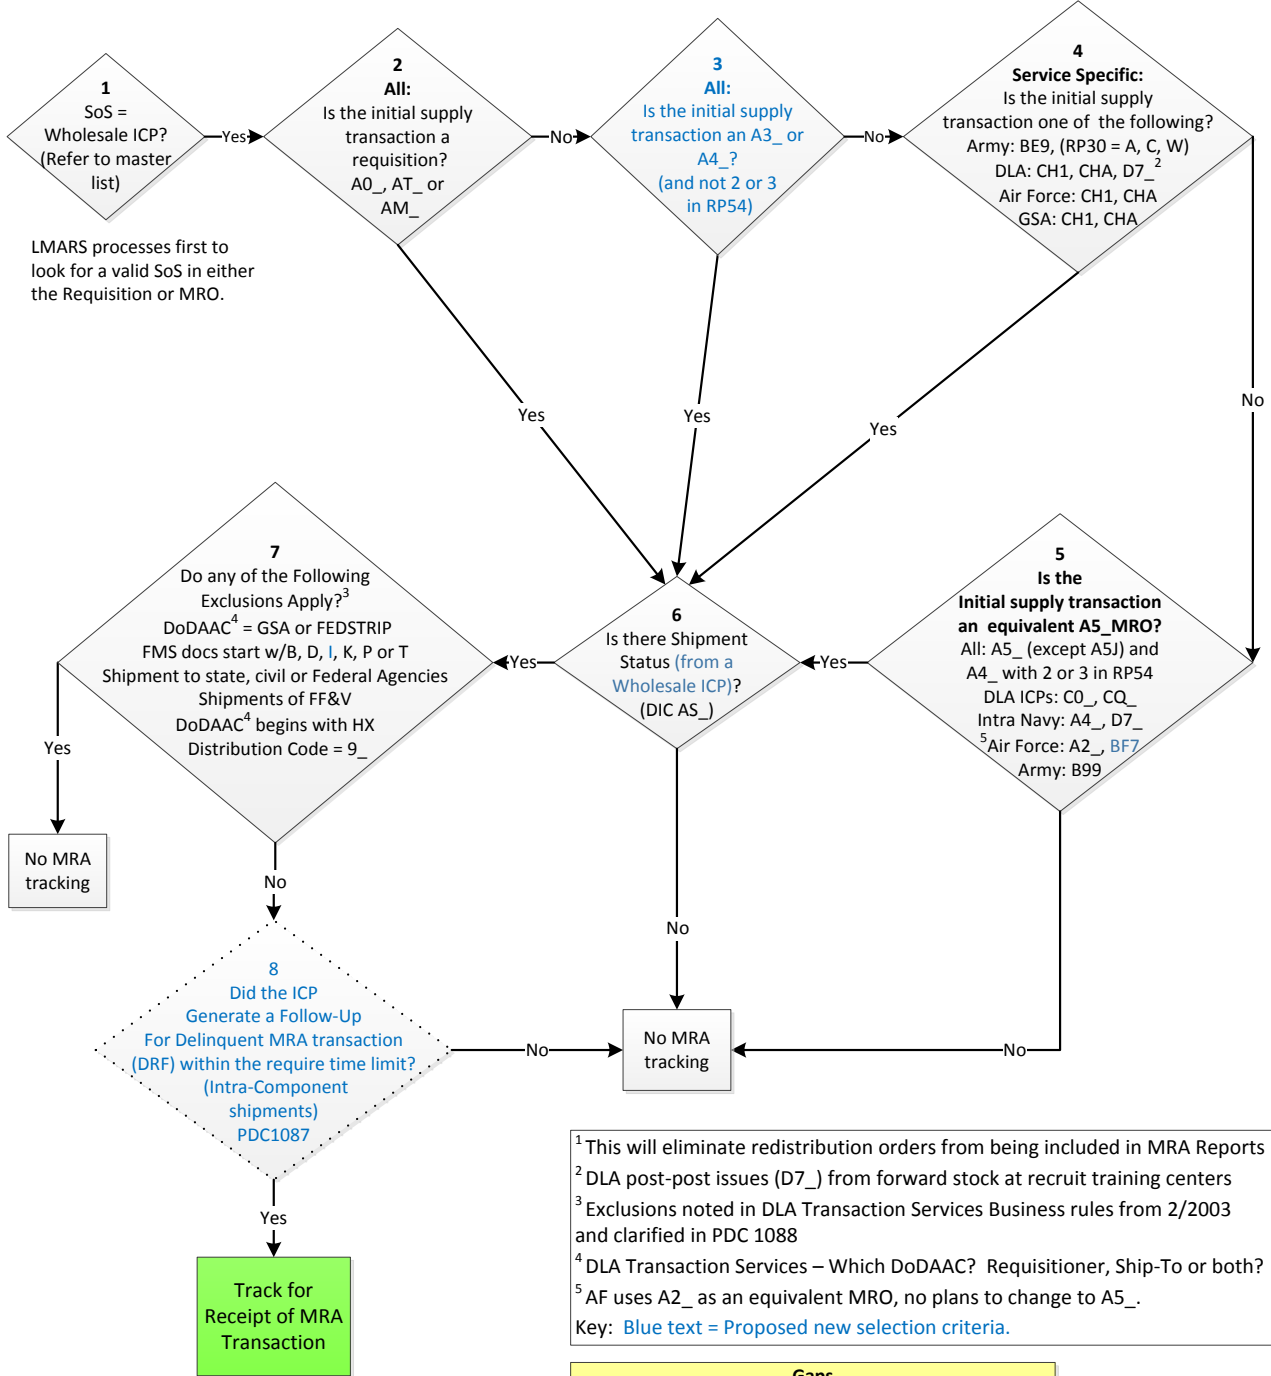 1
SoS =
Wholesale ICP?
(Refer to master
list)
Yes
LMARS processes first to
look for a valid SoS in either
the Requisition or MRO.
2
All:
Is the initial supply
transaction a
requisition?
A0_, AT_ or
AM_
No
Yes
3
All:
Is the initial supply
transaction an A3_ or
A4_?
(and not 2 or 3
in RP54)
No
Yes
4
Service Specific:
Is the initial supply
transaction one of the following?
Army: BE9, (RP30 = A, C, W)
DLA: CH1, CHA, D7_2
Air Force: CH1, CHA
GSA: CH1, CHA
Yes
No
5
Is the
Initial supply transaction
an equivalent A5_MRO?
All: A5_ (except A5J) and
A4_ with 2 or 3 in RP54
DLA ICPs: C0_, CQ_
Intra Navy: A4_, D7_
5Air Force: A2_, BF7
Army: B99
Yes
No
6
Is there Shipment
Status (from a
Wholesale ICP)?
(DIC AS_)
Yes
No
7
Do any of the Following
Exclusions Apply?3
DoDAAC4 = GSA or FEDSTRIP
FMS docs start w/B, D, I, K, P or T
Shipment to state, civil or Federal Agencies
Shipments of FF&V
DoDAAC4 begins with HX
Distribution Code = 9_
Yes
No MRA
tracking
No
8
Did the ICP
Generate a Follow-Up
For Delinquent MRA transaction
(DRF) within the require time limit?
(Intra-Component
shipments)
PDC1087
No
No MRA
tracking
Yes
Track for
Receipt of MRA
Transaction
1 This will eliminate redistribution orders from being included in MRA Reports
2 DLA post-post issues (D7_) from forward stock at recruit training centers
3 Exclusions noted in DLA Transaction Services Business rules from 2/2003
and clarified in PDC 1088
4 DLA Transaction Services – Which DoDAAC? Requisitioner, Ship-To or both?
5 AF uses A2_ as an equivalent MRO, no plans to change to A5_.
Key: Blue text = Proposed new selection criteria.
Gaps